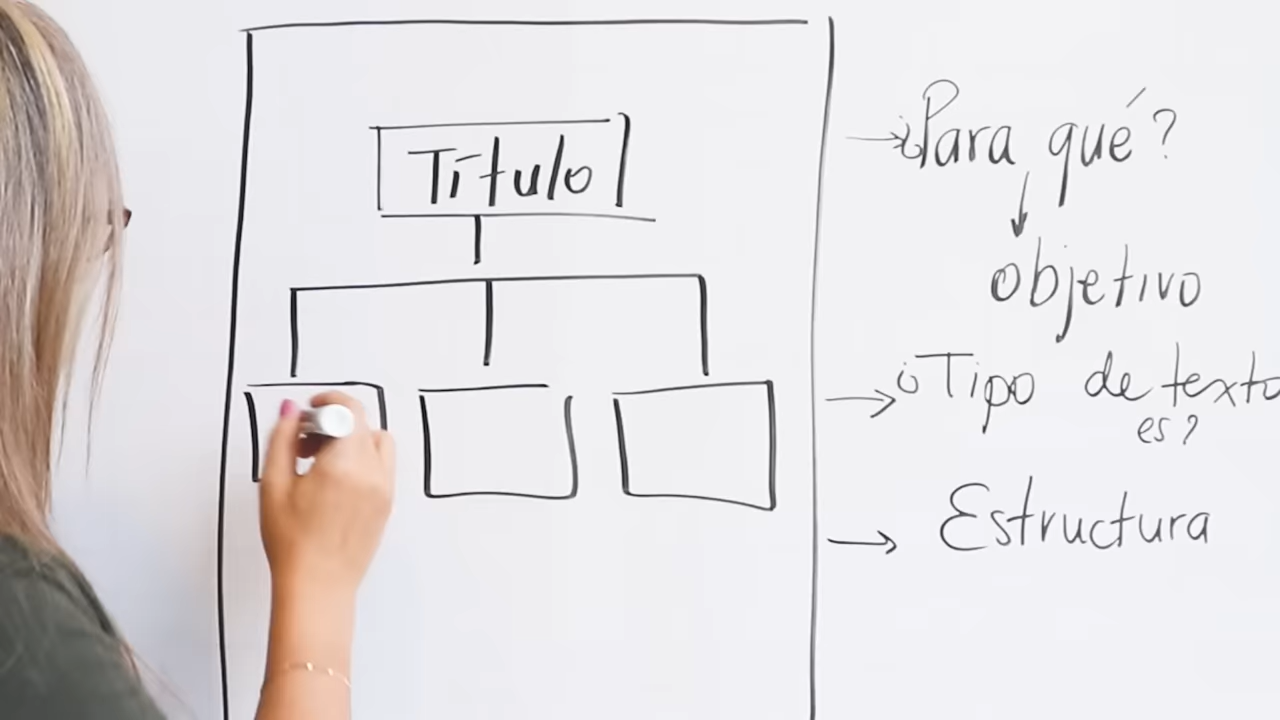 Título
¿Para qué?
objetivo
¿Tipo de texto
es?
Estructura